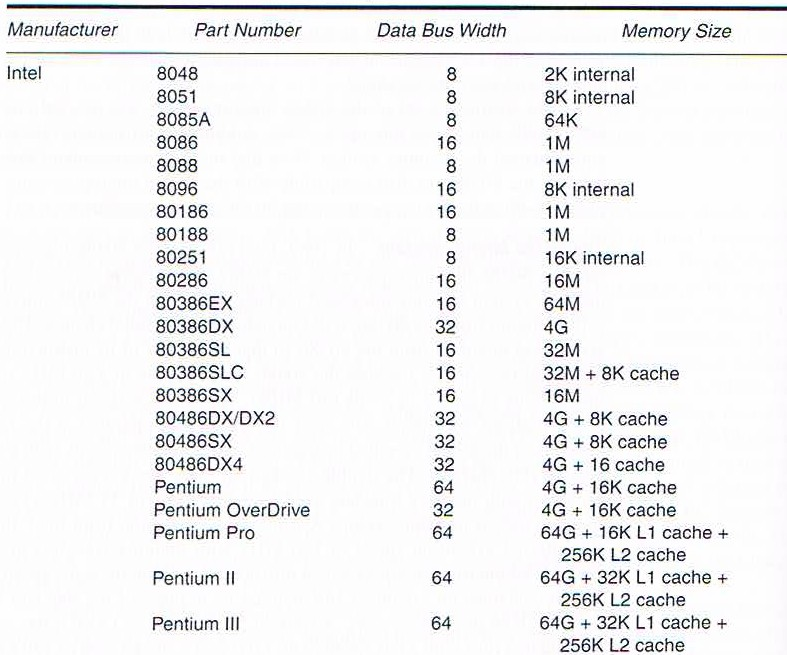 Manufacturer Part Number Data Bus Width Memory Size
Intel 8048 8 2K internal
8051 8 8K internal
8085A 8 64K
8086 16 1M
8088 8 1M
8096 16 8K internal
80186 16 1M
80188 8 1M
80251 8 16K internal
80286 16 16M
80386EX 16 64M
80386DX 32 4G
80386SL 16 32M
80386SLC 16 32M + 8K cache
80386SX 16 16M
80486DX/DX2 32 4G + 8K cache
80486SX 32 4G + 8K cache
80486DX4 32 4G + 16 cache
Pentium 64 4G + 16K cache
Pentium OverDrive 32 4G + 16K cache
Pentium Pro 64 64G + 16K L1 cache +
256K L2 cache
Pentium II 64 64G + 32K L1 cache +
256K L2 cache
Pentium III 64 64G + 32K L1 cache +
256K L2 cache